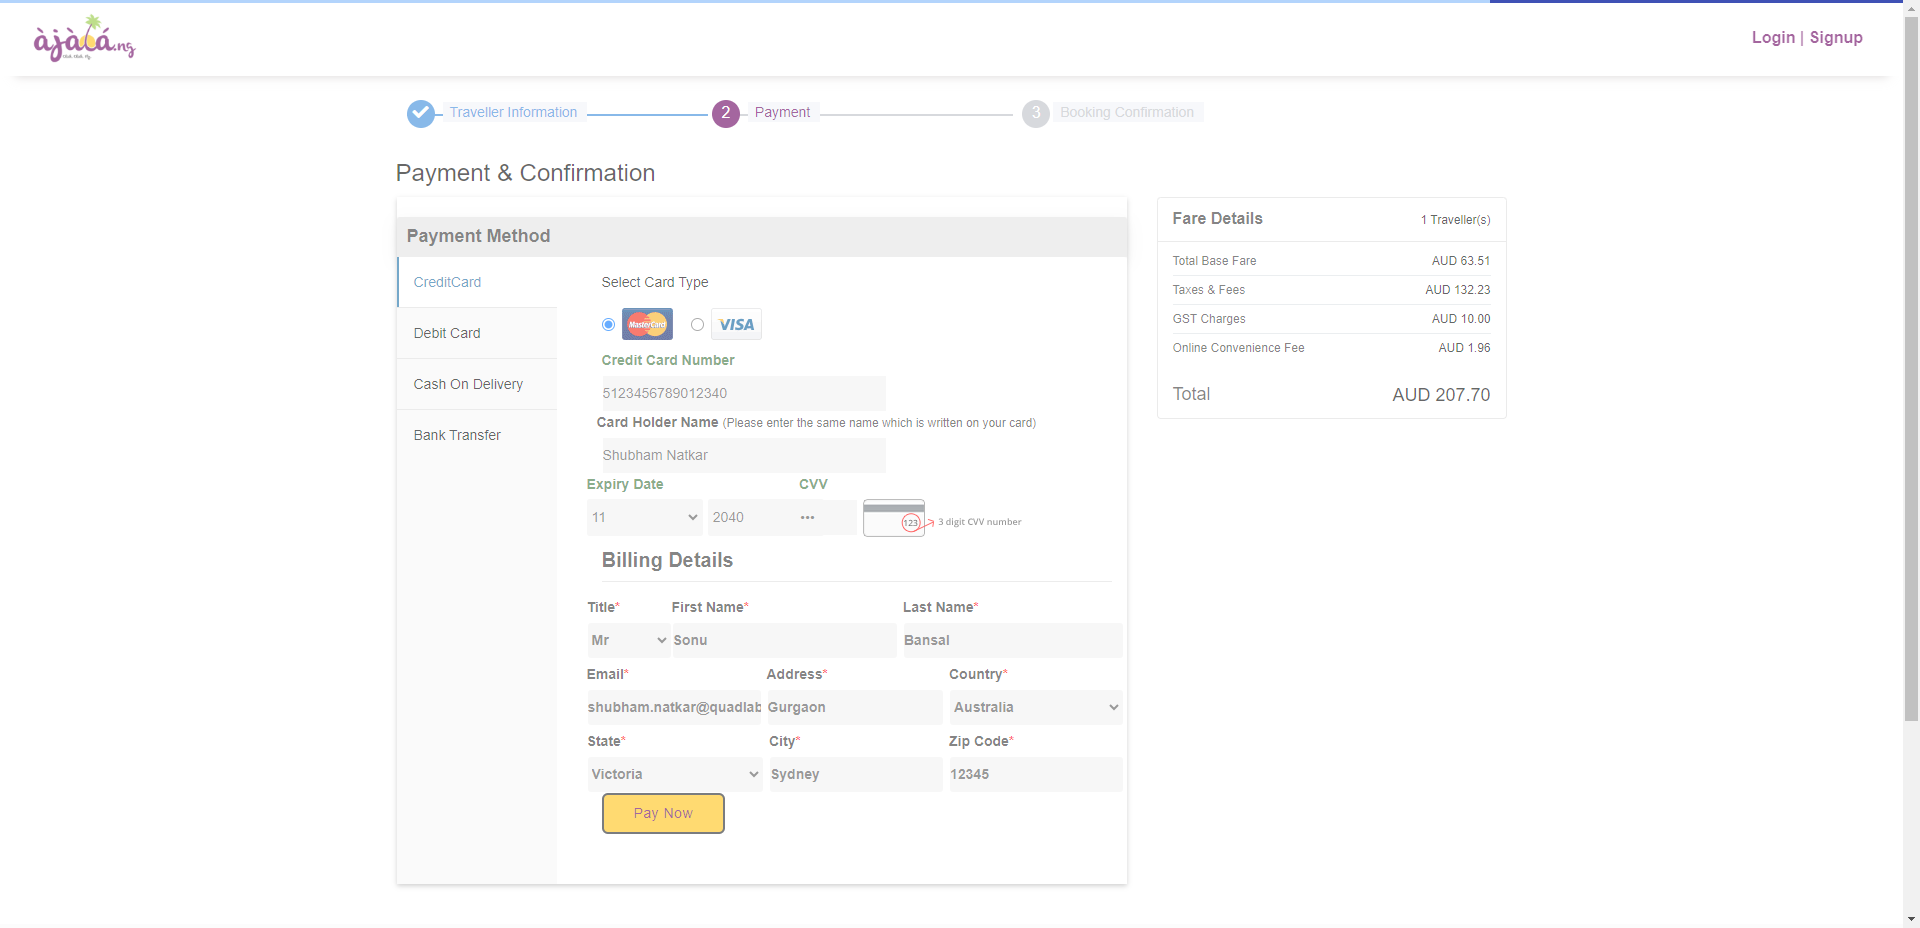 àjàlá.ng
Login | Signup
Traveller Information
2 Payment
3 Booking Confirmation
Payment & Confirmation
Payment Method
CreditCard
Debit Card
Cash On Delivery
Bank Transfer
Select Card Type
MasterCard
VISA
Credit Card Number
5123456789012340
Card Holder Name (Please enter the same name which is written on your card)
Shubham Natkar
Expiry Date CVV
11 2040 •••
123 3 digit CVV number
Billing Details
Title* First Name* Last Name*
Mr Sonu Bansal
Email* Address* Country*
shubham.natkar@quadlab Gurgaon Australia
State* City* Zip Code*
Victoria Sydney 12345
Pay Now
Fare Details 1 Traveller(s)
Total Base Fare AUD 63.51
Taxes & Fees AUD 132.23
GST Charges AUD 10.00
Online Convenience Fee AUD 1.96
Total AUD 207.70